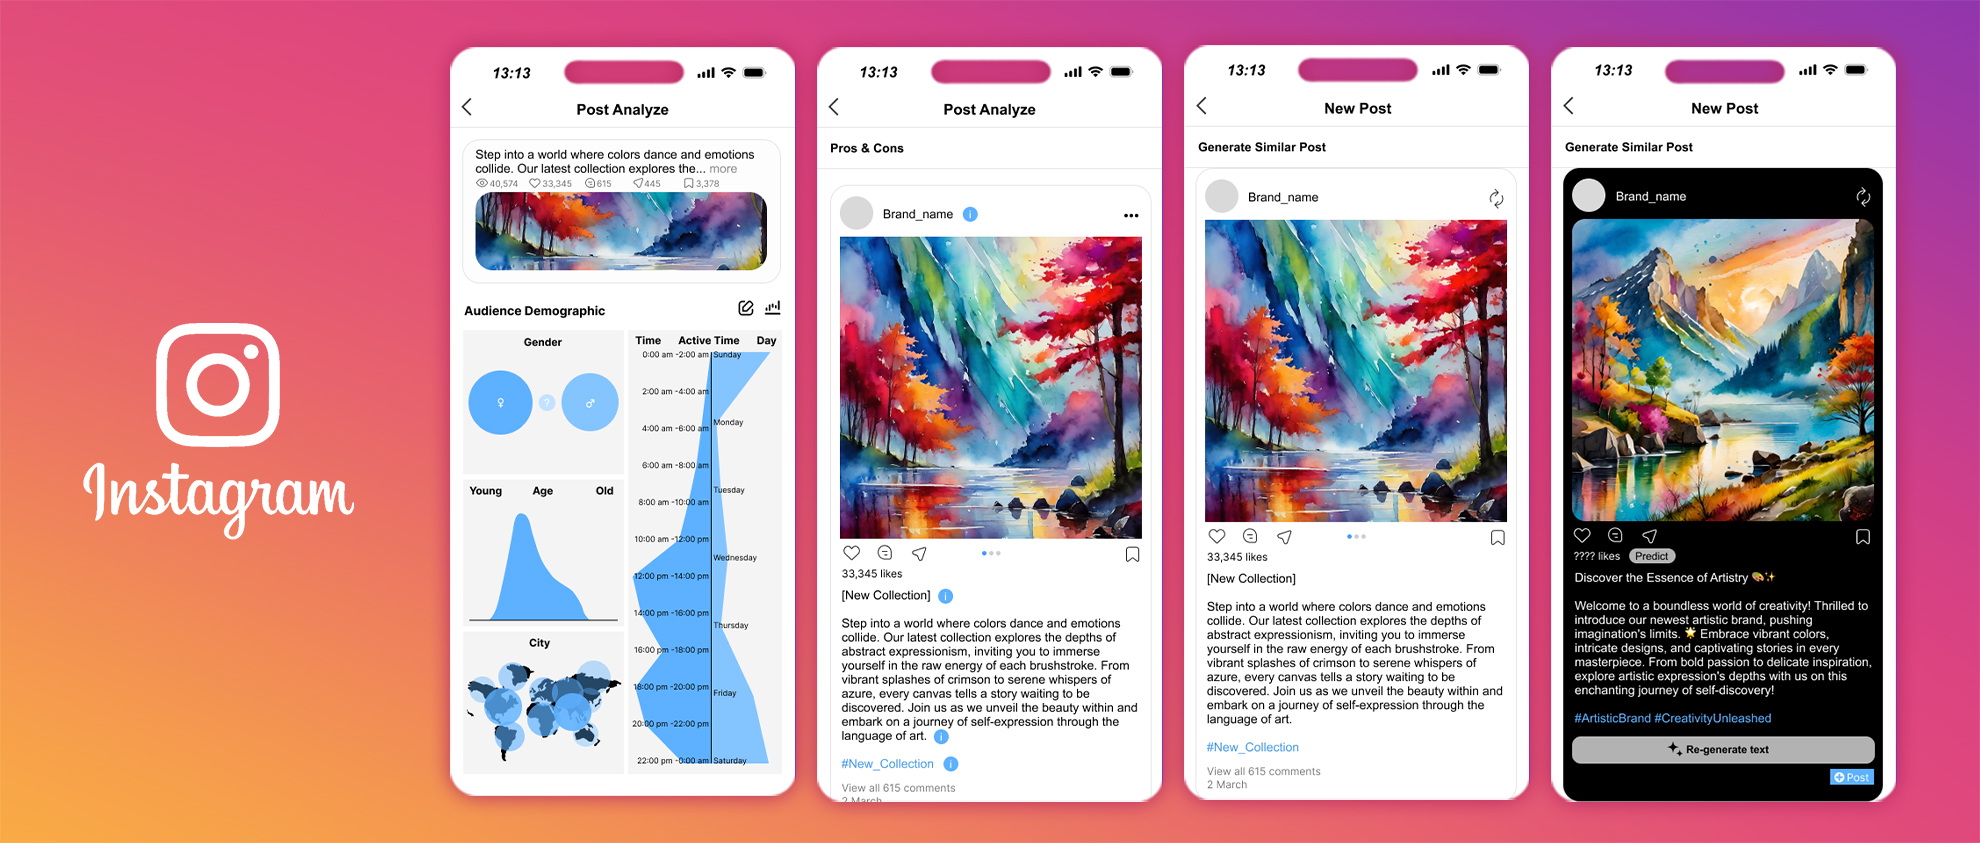 Instagram
13:13
Post Analyze
Step into a world where colors dance and emotions
collide. Our latest collection explores the... more
40,574 33,345 615 445 3,378
Audience Demographic
Gender
?
Young Age Old
City
Time Active Time Day
0:00 am -2:00 am Sunday
2:00 am -4:00 am
Monday
4:00 am -6:00 am
6:00 am -8:00 am
Tuesday
8:00 am -10:00 am
10:00 am -12:00 am
Wednesday
12:00 pm -14:00 pm
14:00 pm -16:00 pm
Thursday
16:00 pm -18:00 pm
18:00 pm -20:00 pm
Friday
20:00 pm -22:00 pm
22:00 pm -0:00 am Saturday
13:13
Post Analyze
Pros & Cons
Brand_name i
33,345 likes
[New Collection] i
Step into a world where colors dance and emotions
collide. Our latest collection explores the depths of
abstract expressionism, inviting you to immerse
yourself in the raw energy of each brushstroke. From
vibrant splashes of crimson to serene whispers of
azure, every canvas tells a story waiting to be
discovered. Join us as we unveil the beauty within and
embark on a journey of self-expression through the
language of art. i
#New_Collection i
View all 615 comments
2 March
13:13
New Post
Generate Similar Post
Brand_name
33,345 likes
[New Collection]
Step into a world where colors dance and emotions
collide. Our latest collection explores the depths of
abstract expressionism, inviting you to immerse
yourself in the raw energy of each brushstroke. From
vibrant splashes of crimson to serene whispers of
azure, every canvas tells a story waiting to be
discovered. Join us as we unveil the beauty within and
embark on a journey of self-expression through the
language of art.
#New_Collection
View all 615 comments
2 March
13:13
New Post
Generate Similar Post
Brand_name
???? likes Predict
Discover the Essence of Artistry 🎨✨
Welcome to a boundless world of creativity! Thrilled to
introduce our newest artistic brand, pushing
imagination's limits. 🌟 Embrace vibrant colors,
intricate designs, and captivating stories in every
masterpiece. From bold passion to delicate inspiration,
explore artistic expression's depths with us on this
enchanting journey of self-discovery!
#ArtisticBrand #CreativityUnleashed
Re-generate text
Post